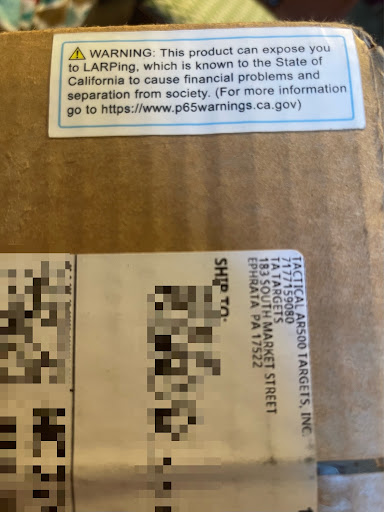 WARNING: This product can expose you
to LARPing, which is known to the State of
California to cause financial problems and
separation from society. (For more information
go to https://www.p65warnings.ca.gov)
TACTICAL AR500 TARGETS, INC.
7177159080
TA TARGETS
183 SOUTH MARKET STREET
EPHRATA PA 17522
SHIP TO: